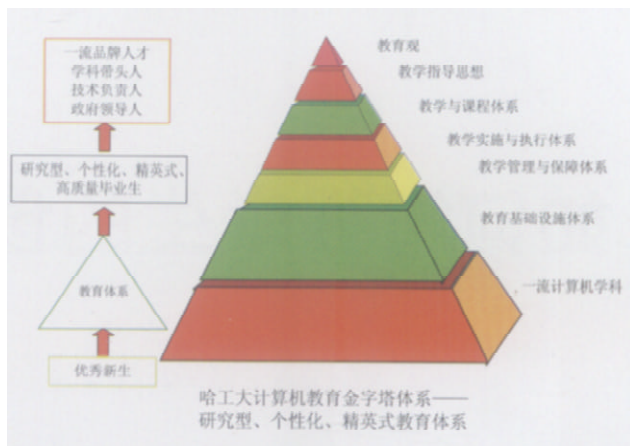 一流品牌人才
学科带头人
技术负责人
政府领导人
研究型、个性化、精英式、
高质量毕业生
教育体系
优秀新生
教育观
教学指导思想
教学与课程体系
教学实施与执行体系
教学管理与保障体系
教育基础设施体系
一流计算机学科
哈工大计算机教育金字塔体系——
研究型、个性化、精英式教育体系